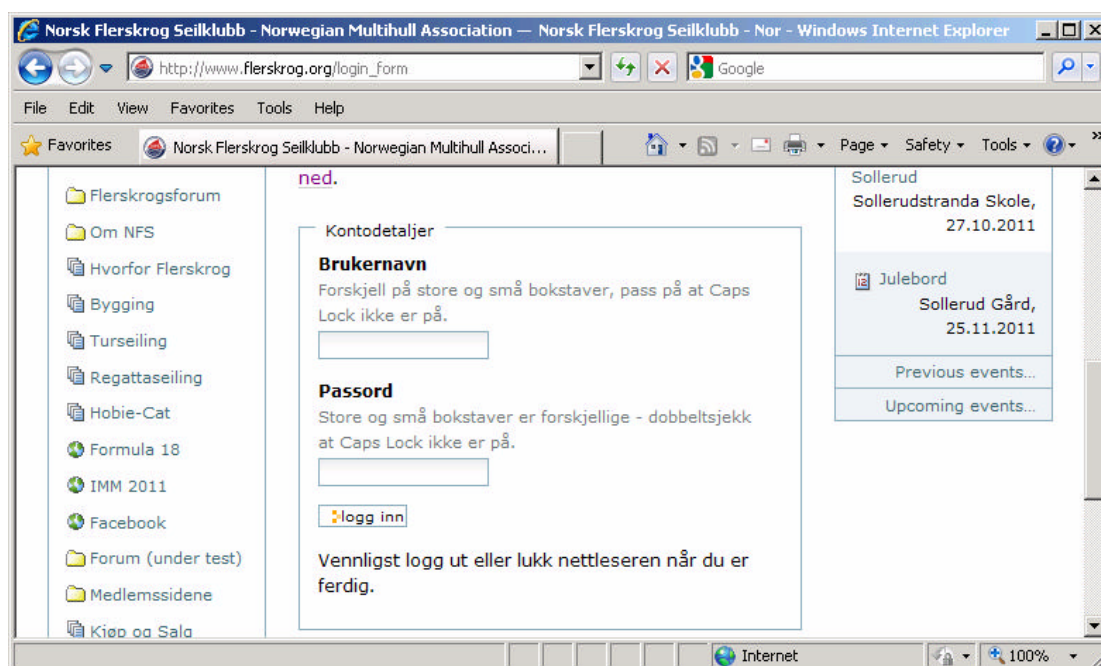 Norsk Flerskrog Seilklubb - Norwegian Multihull Association — Norsk Flerskrog Seilklubb - Nor - Windows Internet Explorer
http://www.flerskrog.org/login_form
Google
File Edit View Favorites Tools Help
Favorites
Norsk Flerskrog Seilklubb - Norwegian Multihull Associ...
Page Safety Tools
Flerskrogsforum
Om NFS
Hvorfor Flerskrog
Bygging
Turseiling
Regattaseiling
Hobie-Cat
Formula 18
IMM 2011
Facebook
Forum (under test)
Medlemssidene
Kjøp og Salg
ned.
Kontodetaljer
Brukernavn
Forskjell på store og små bokstaver, pass på at Caps
Lock ikke er på.
Passord
Store og små bokstaver er forskjellige - dobbeltsjekk
at Caps Lock ikke er på.
logg inn
Vennligst logg ut eller lukk nettleseren når du er
ferdig.
Sollerud
Sollerudstranda Skole,
27.10.2011
Julebord
Sollerud Gård,
25.11.2011
Previous events...
Upcoming events...
Internet
100%